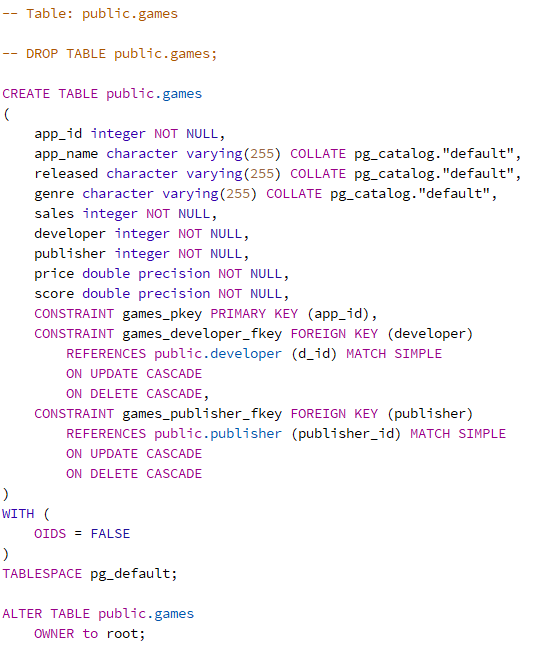 -- Table: public.games
-- DROP TABLE public.games;
CREATE TABLE public.games
(
    app_id integer NOT NULL,
    app_name character varying(255) COLLATE pg_catalog."default",
    released character varying(255) COLLATE pg_catalog."default",
    genre character varying(255) COLLATE pg_catalog."default",
    sales integer NOT NULL,
    developer integer NOT NULL,
    publisher integer NOT NULL,
    price double precision NOT NULL,
    score double precision NOT NULL,
    CONSTRAINT games_pkey PRIMARY KEY (app_id),
    CONSTRAINT games_developer_fkey FOREIGN KEY (developer)
        REFERENCES public.developer (d_id) MATCH SIMPLE
        ON UPDATE CASCADE
        ON DELETE CASCADE,
    CONSTRAINT games_publisher_fkey FOREIGN KEY (publisher)
        REFERENCES public.publisher (publisher_id) MATCH SIMPLE
        ON UPDATE CASCADE
        ON DELETE CASCADE
)
WITH (
    OIDS = FALSE
)
TABLESPACE pg_default;
ALTER TABLE public.games
    OWNER to root;